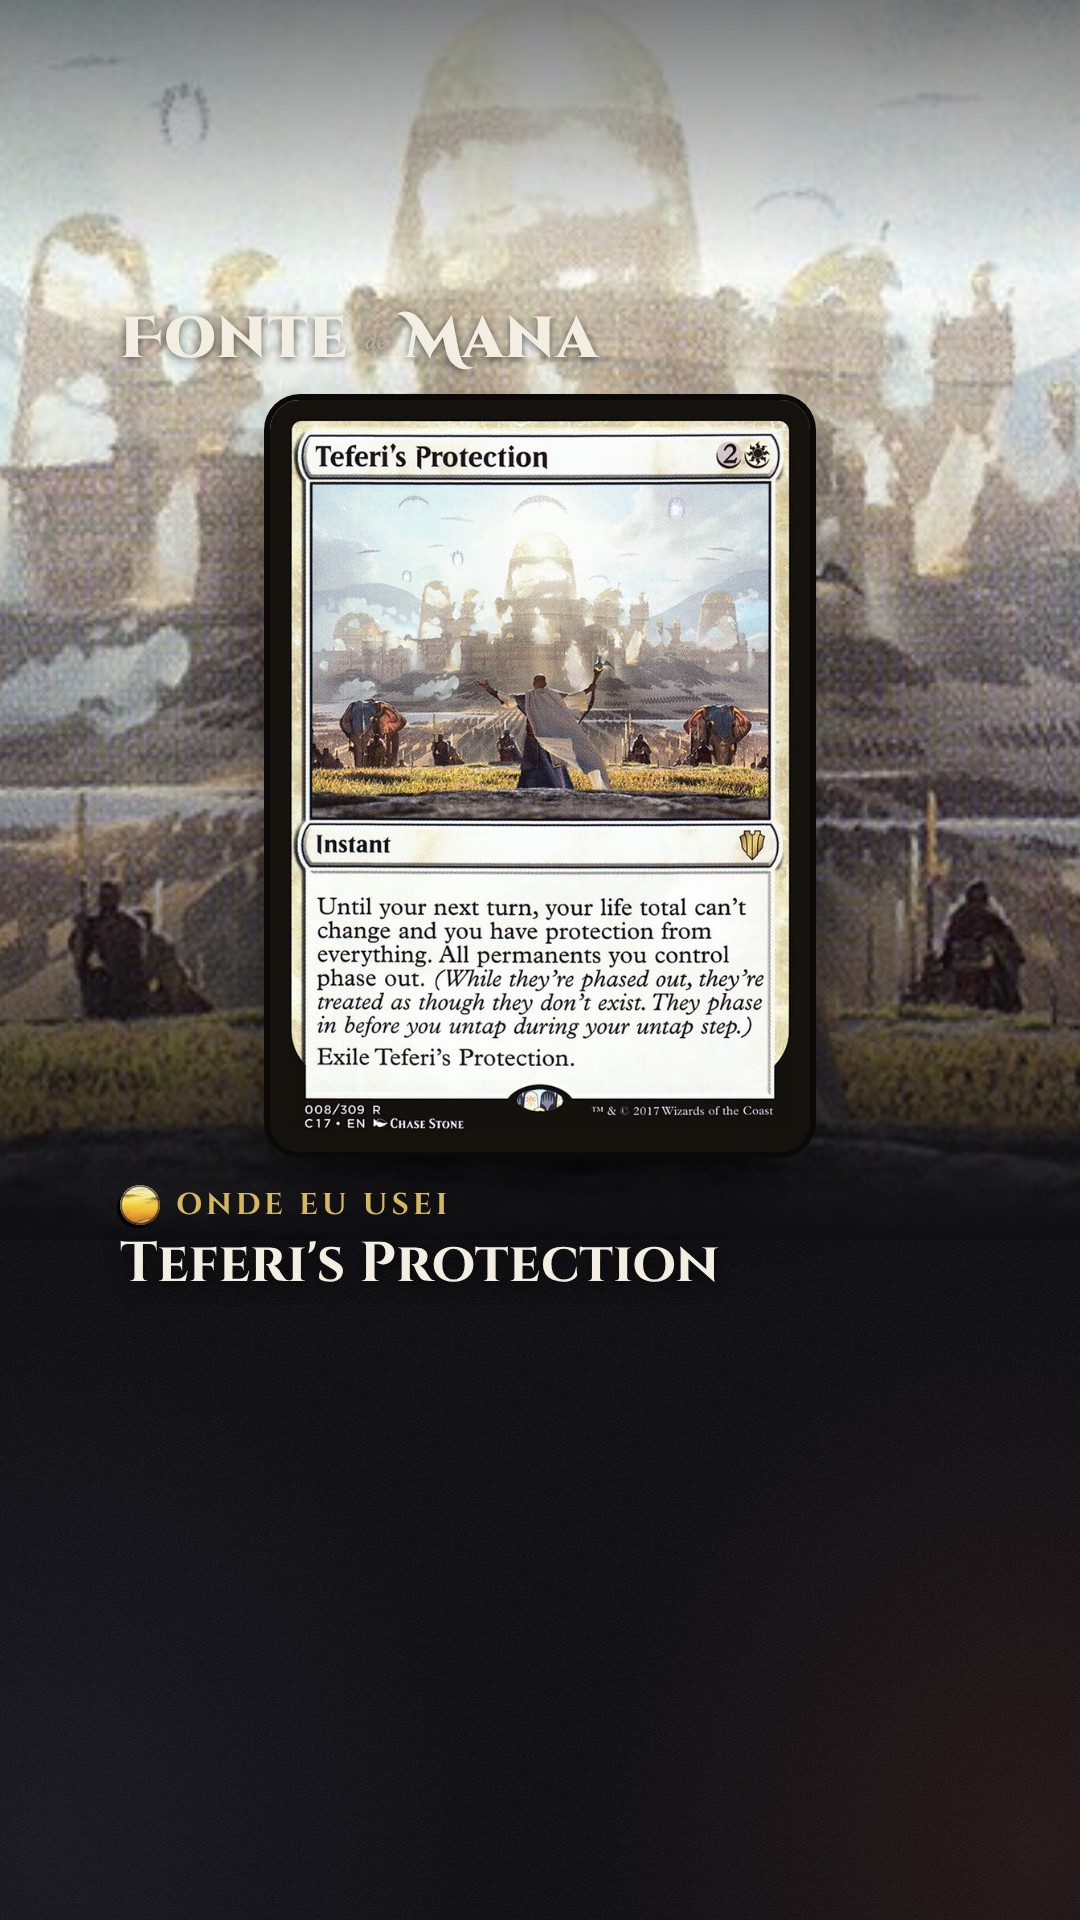 Fonte de Mana
Teferi's Protection 2
Instant
Until your next turn, your life total can't
change and you have protection from
everything. All permanents you control
phase out. (While they're phased out, they're
treated as though they don't exist. They phase
in before you untap during your untap step.)
Exile Teferi's Protection.
008/309 R
C17 • EN Chase Stone
™ & © 2017 Wizards of the Coast
ONDE EU USEI
Teferi's Protection